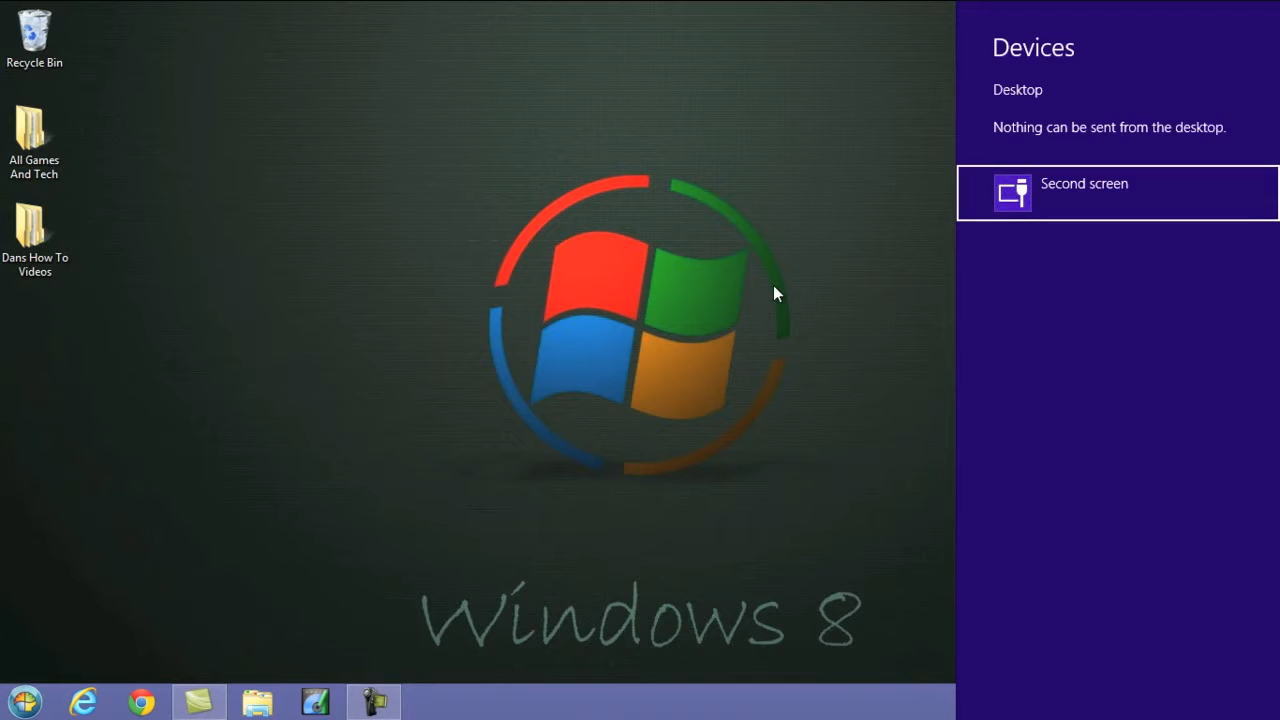 Recycle Bin
All Games
And Tech
Dans How To
Videos
Windows 8
Devices
Desktop
Nothing can be sent from the desktop.
Second screen